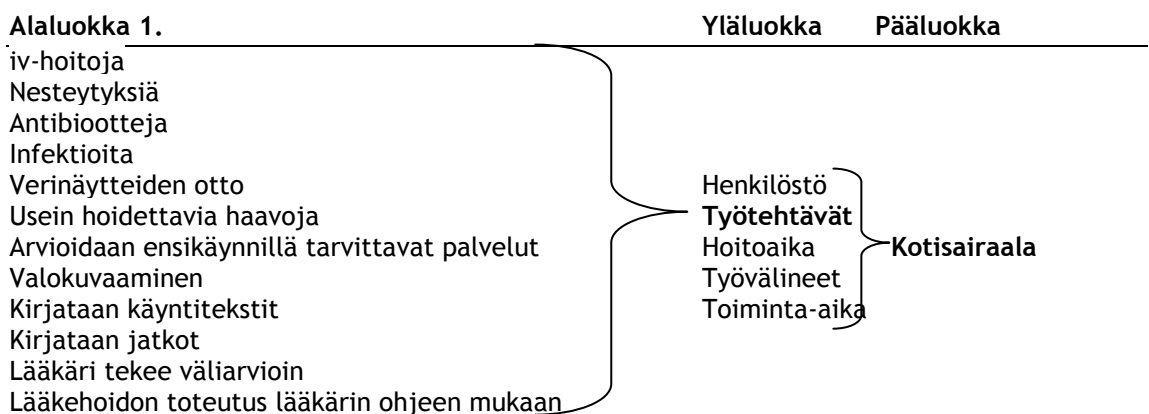 Alaluokka 1. Yläluokka Pääluokka
iv-hoitoja
Nesteytyksiä
Antibiootteja
Infektioita
Verinäytteiden otto Henkilöstö
Usein hoidettavia haavoja Työtehtävät
Arvioidaan ensikäynnillä tarvittavat palvelut Hoitoaika Kotisairaala
Valokuvaaminen Työvälineet
Kirjataan käyntitekstit Toiminta-aika
Kirjataan jatkot
Lääkäri tekee väliarvioin
Lääkehoidon toteutus lääkärin ohjeen mukaan